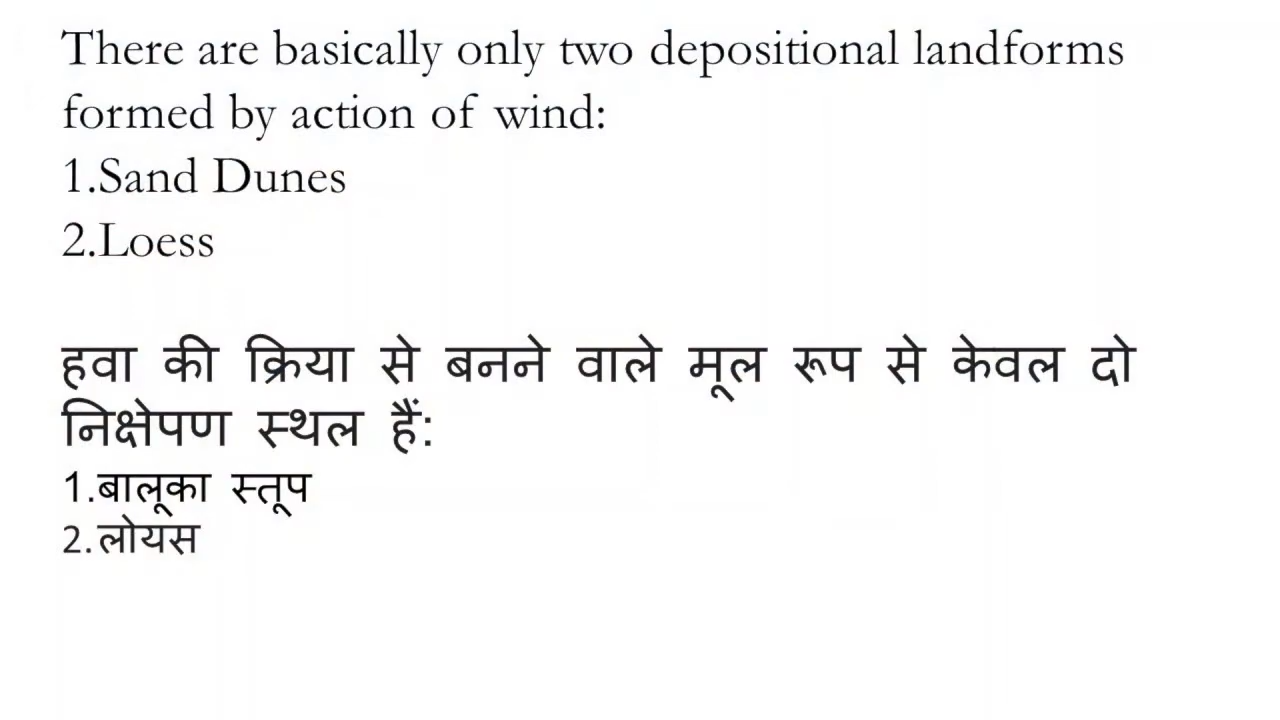 There are basically only two depositional landforms
formed by action of wind:
1.Sand Dunes
2.Loess
हवा की क्रिया से बनने वाले मूल रूप से केवल दो
निक्षेपण स्थल हैं:
1.बालूका स्तूप
2.लोयस